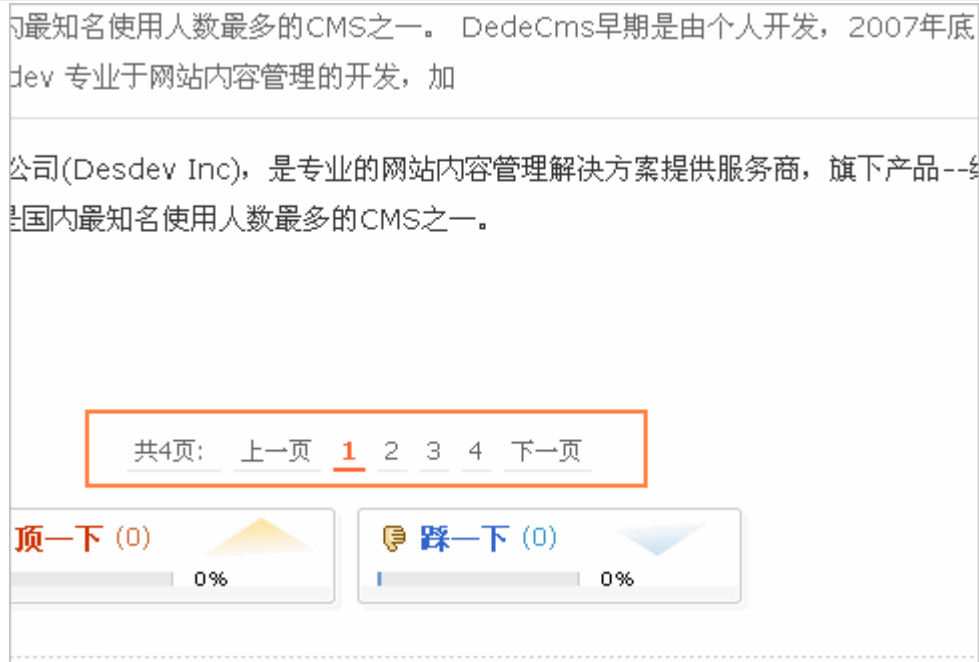 内最知名使用人数最多的CMS之一。 DedeCms早期是由个人开发，2007年底
dev 专业于网站内容管理的开发，加
公司(Desdev Inc)，是专业的网站内容管理解决方案提供服务商，旗下产品--
是国内最知名使用人数最多的CMS之一。
共4页: 上一页 1 2 3 4 下一页
顶一下 (0) 踩一下 (0)
0% 0%